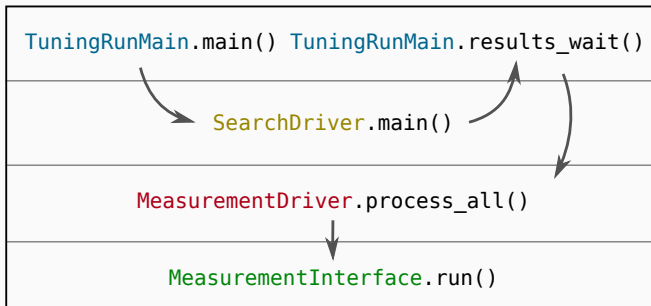 TuningRunMain.main() TuningRunMain.results_wait()
SearchDriver.main()
MeasurementDriver.process_all()
MeasurementInterface.run()